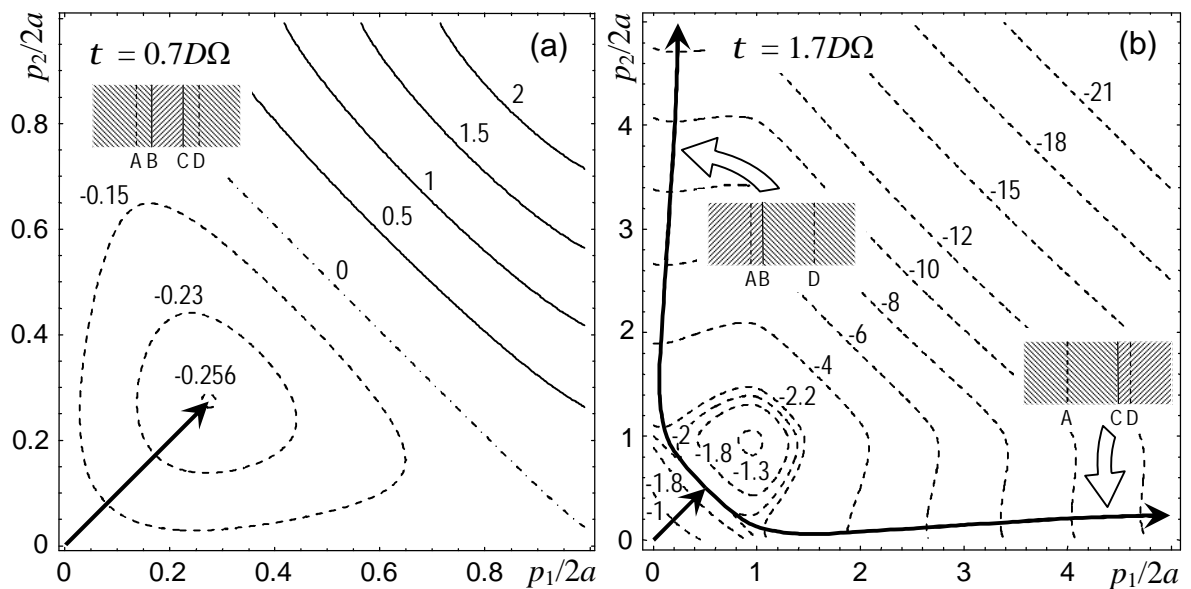 (a)
t = 0.7DΩ
p₂/2a
0.8
0.6
0.4
0.2
0
A B C D
2
1.5
1
0.5
0
-0.15
-0.23
-0.256
0 0.2 0.4 0.6 0.8 p₁/2a
(b)
t = 1.7DΩ
p₂/2a
4
3
2
1
0
-21
-18
-15
-12
-10
-8
-6
-4
-2.2
-2
-1.8
-1.3
-1.8
-1
A B D
A C D
0 1 2 3 4 p₁/2a